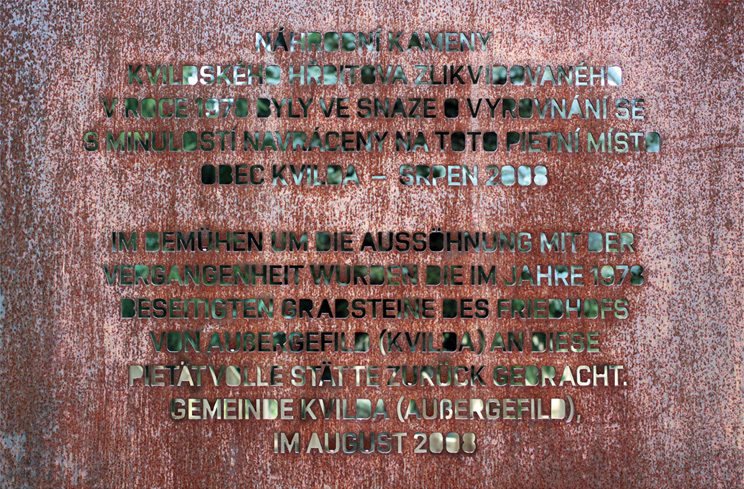 NÁHROBNÍ KAMENY
KVILDSKÉHO HŘBITOVA ZLIKVIDOVANÉHO
V ROCE 1978 BYLY VE SNAZE O VYROVNÁNÍ SE
S MINULOSTÍ NAVRÁCENY NA TOTO PIETNÍ MÍSTO
OBEC KVILDA – SRPEN 2008
IM BEMÜHEN UM DIE AUSSÖHNUNG MIT DER
VERGANGENHEIT WURDEN DIE IM JAHRE 1978
BESEITIGTEN GRABSTEINE DES FRIEDHOFS
VON AUßERGEFILD (KVILDA) AN DIESE
PIETÄTVOLLE STÄTTE ZURÜCK GEBRACHT.
GEMEINDE KVILDA (AUßERGEFILD),
IM AUGUST 2008